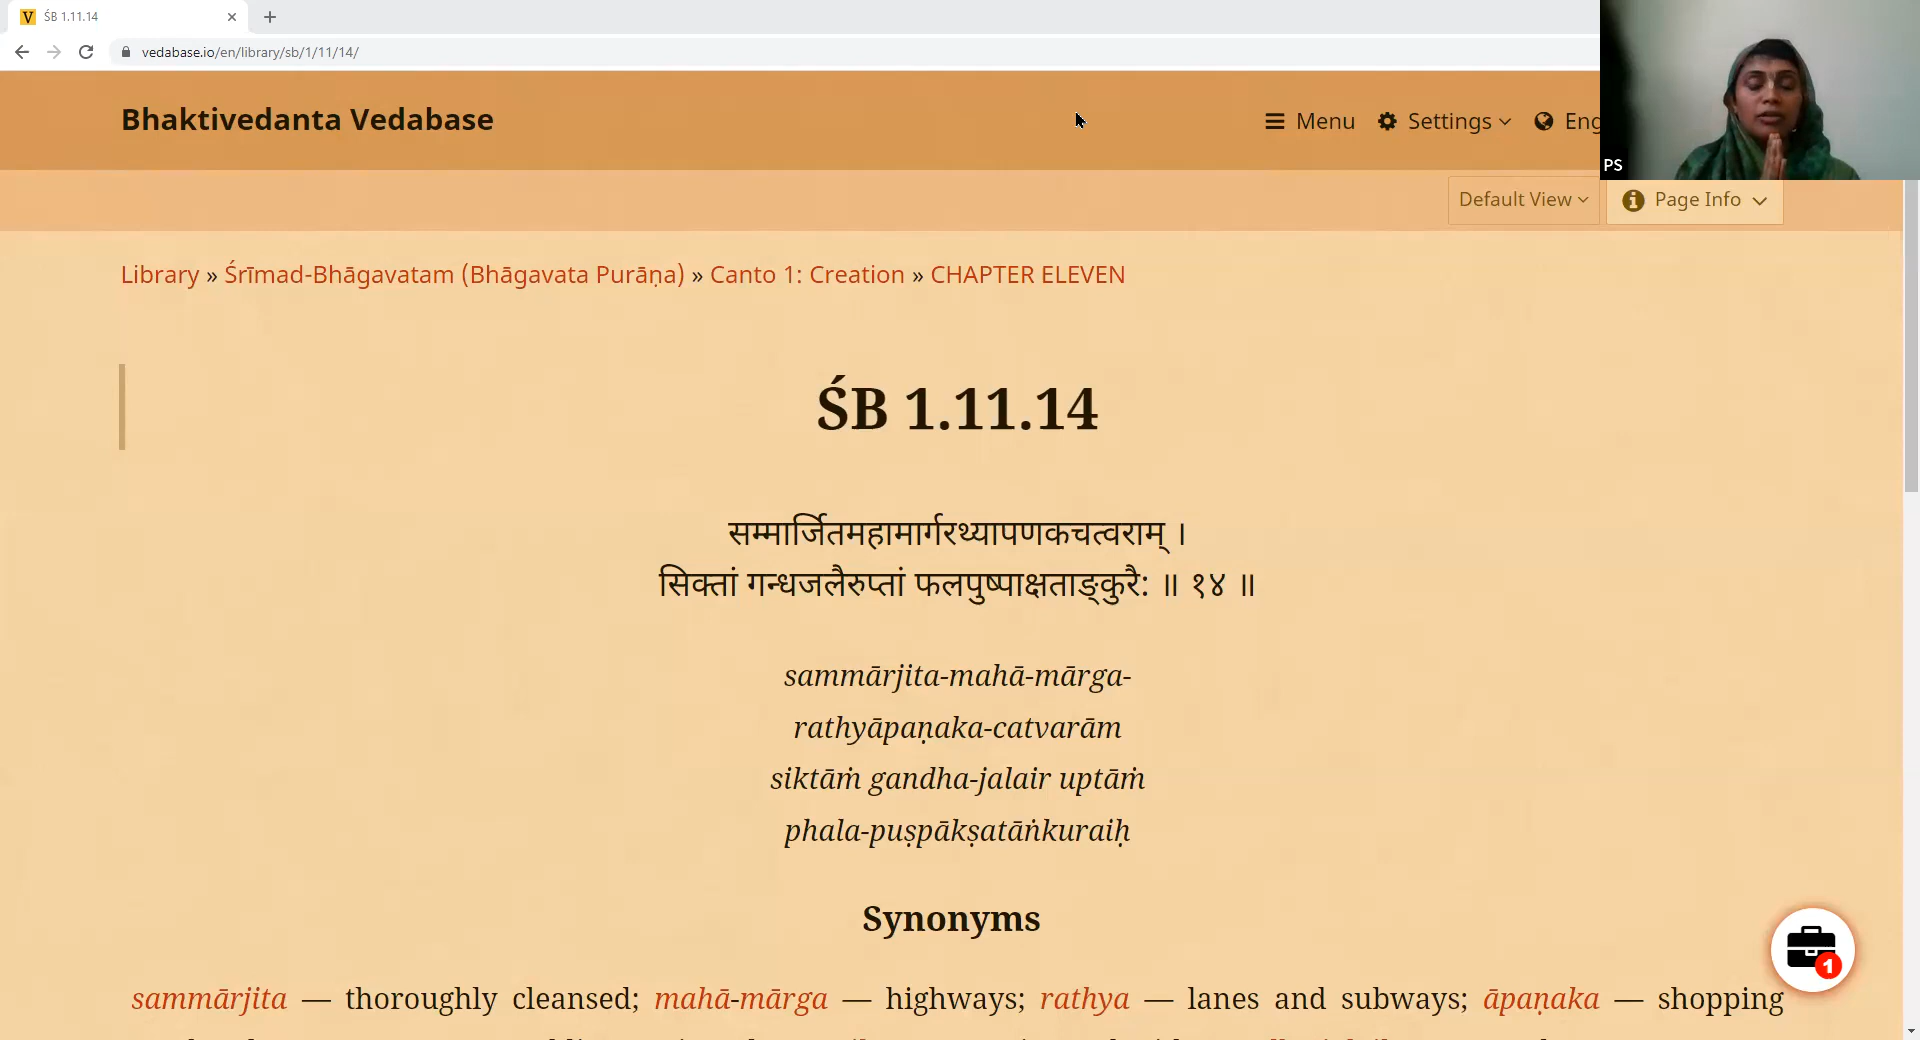 ŚB 1.11.14
vedabase.io/en/library/sb/1/11/14/
Bhaktivedanta Vedabase
Menu
Settings
Eng
PS
Default View
Page Info
Library » Śrīmad-Bhāgavatam (Bhāgavata Purāṇa) » Canto 1: Creation » CHAPTER ELEVEN
ŚB 1.11.14
सम्मार्जितमहामार्गरथ्यापणकचत्वराम् ।
सिक्तां गन्धजलैरुप्तां फलपुष्पाक्षताङ्कुरै: ॥ १४ ॥
sammārjita-mahā-mārga-
rathyāpaṇaka-catvarām
siktāṁ gandha-jalair uptāṁ
phala-puṣpākṣatāṅkuraiḥ
Synonyms
sammārjita — thoroughly cleansed; mahā-mārga — highways; rathya — lanes and subways; āpaṇaka — shopping
1